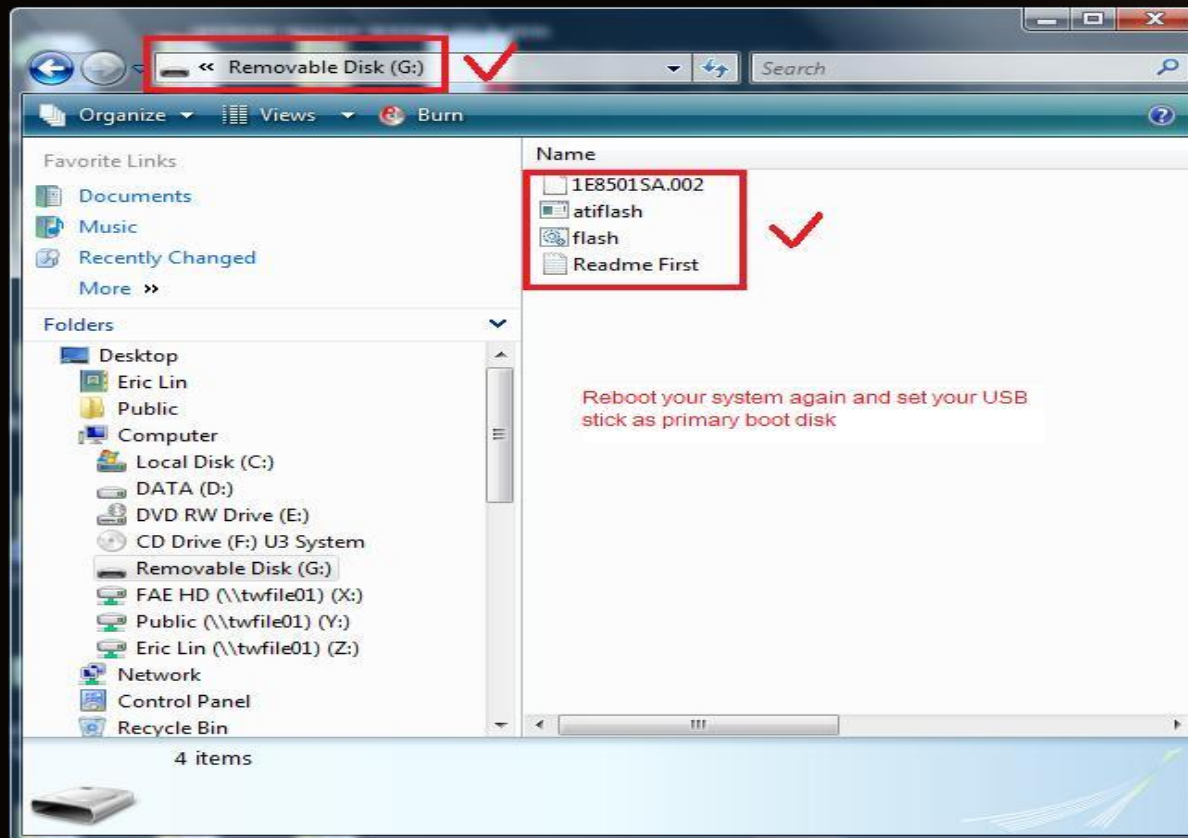 « Removable Disk (G:)
Search
Organize
Views
Burn
Favorite Links
Documents
Music
Recently Changed
More »
Folders
Desktop
Eric Lin
Public
Computer
Local Disk (C:)
DATA (D:)
DVD RW Drive (E:)
CD Drive (F:) U3 System
Removable Disk (G:)
FAE HD (\\twfile01) (X:)
Public (\\twfile01) (Y:)
Eric Lin (\\twfile01) (Z:)
Network
Control Panel
Recycle Bin
Name
1E8501SA.002
atiflash
flash
Readme First
Reboot your system again and set your USB
stick as primary boot disk
4 items